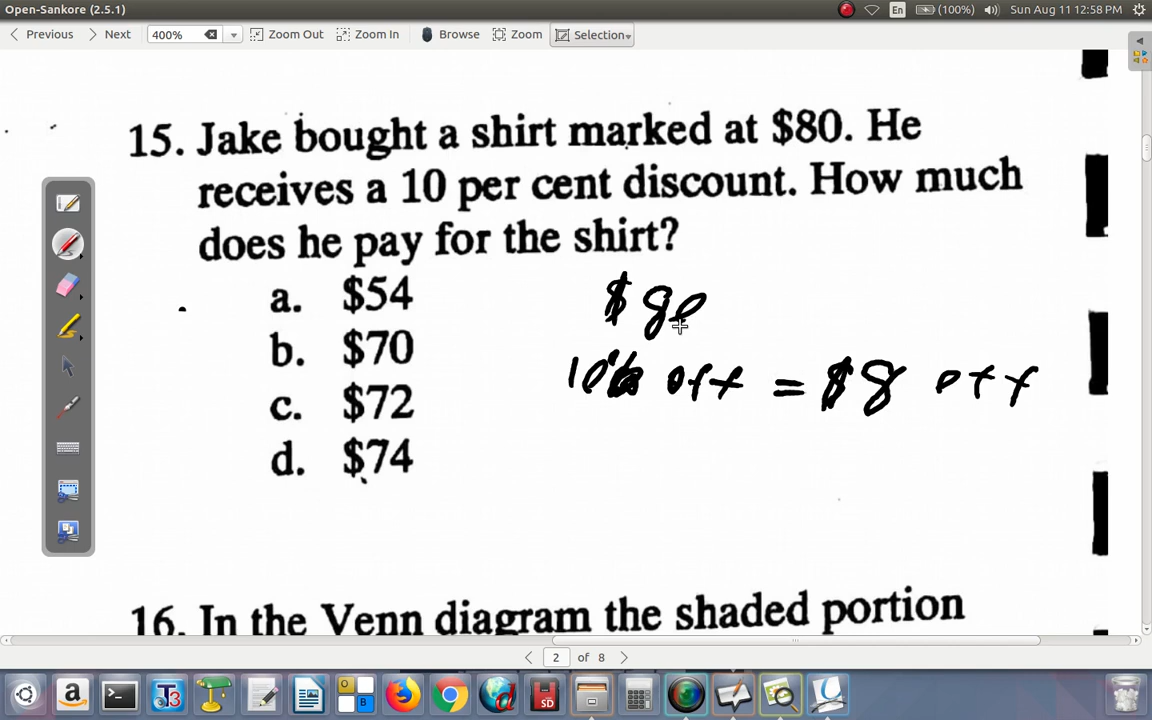 Open-Sankore (2.5.1)
En (100%) Sun Aug 11 12:58 PM
Previous Next 400% Zoom Out Zoom In Browse Zoom Selection
15. Jake bought a shirt marked at $80. He
receives a 10 per cent discount. How much
does he pay for the shirt?
a. $54
b. $70
c. $72
d. $74
$80
10% off = $8 off
16. In the Venn diagram the shaded portion
2 of 8